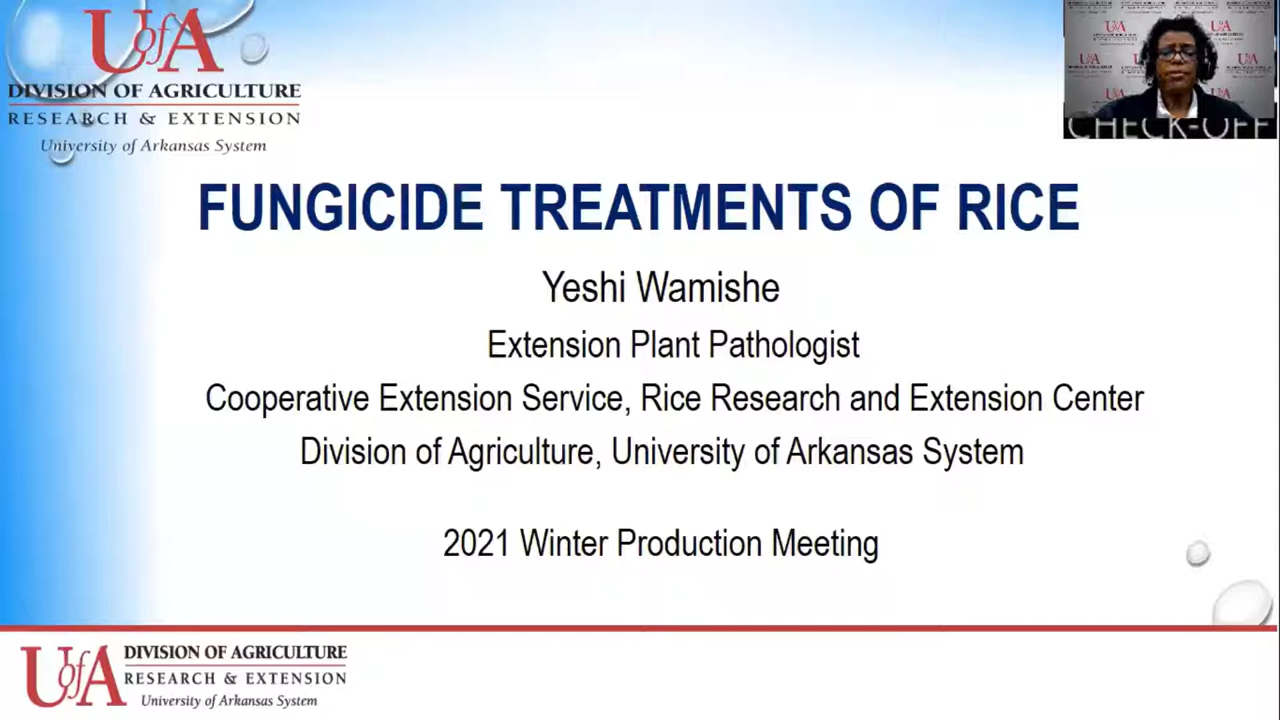 UofA
DIVISION OF AGRICULTURE
RESEARCH & EXTENSION
University of Arkansas System
CHECK-OFF
FUNGICIDE TREATMENTS OF RICE
Yeshi Wamishe
Extension Plant Pathologist
Cooperative Extension Service, Rice Research and Extension Center
Division of Agriculture, University of Arkansas System
2021 Winter Production Meeting
UofA
DIVISION OF AGRICULTURE
RESEARCH & EXTENSION
University of Arkansas System